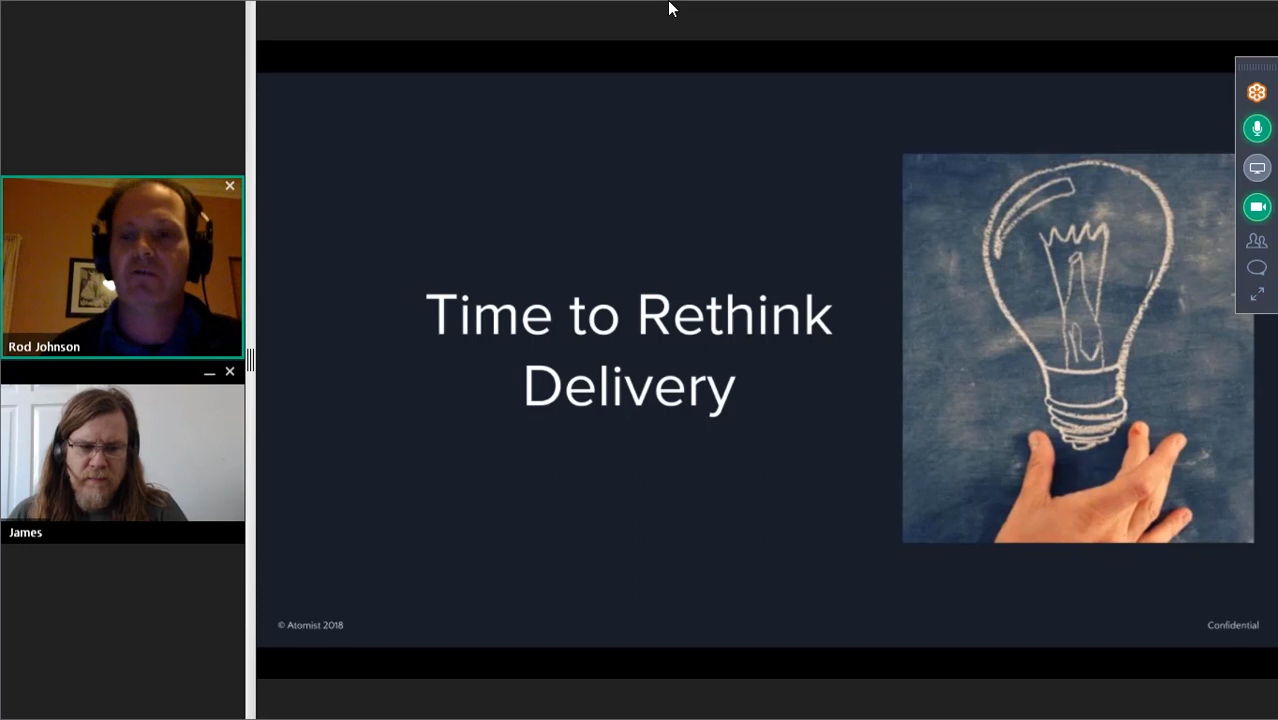 Rod Johnson
James
Time to Rethink
Delivery
© Atomist 2018
Confidential